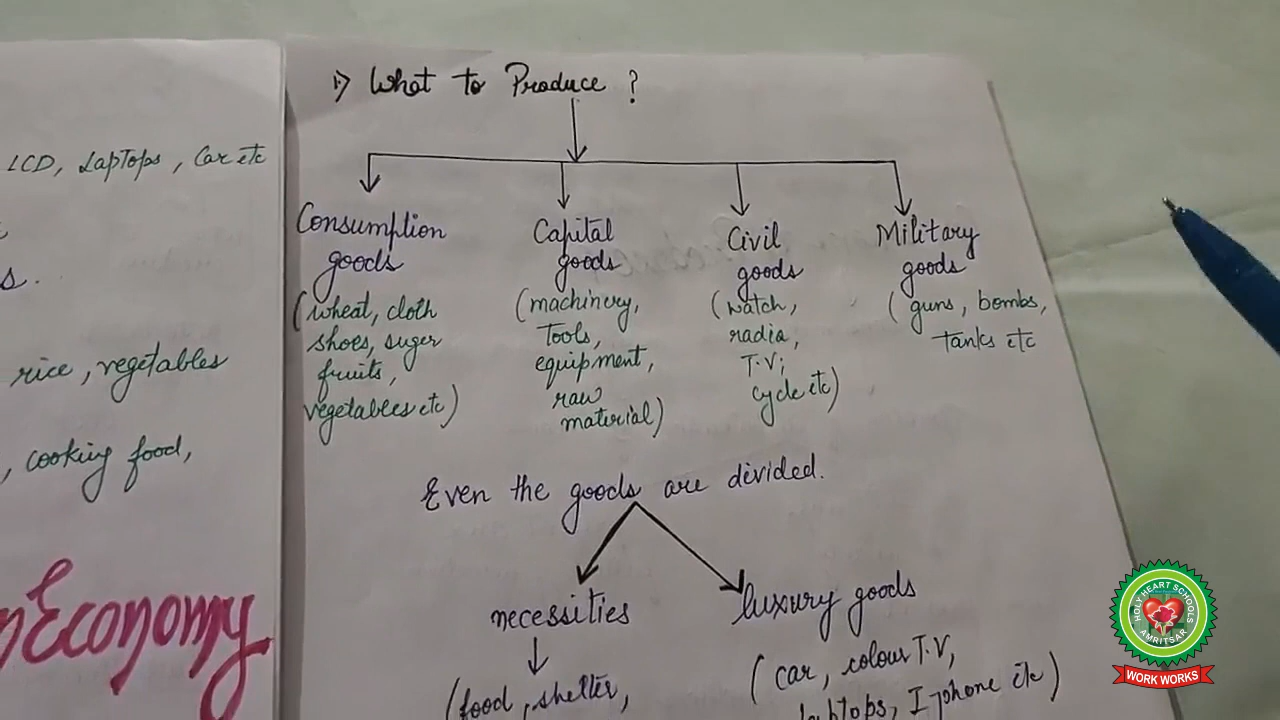 LCD, Laptops, Car etc
s.
rice, vegetables
, cooking food,
nEconomy
1) What to Produce ?
Consumption goods
(wheat, cloth
shoes, suger
fruits,
vegetables etc)
Capital goods
(machinery,
Tools,
equipment,
raw
material)
Civil goods
(watch,
radia,
T.V;
cycle etc)
Military goods
(guns, bombs,
tanks etc
Even the goods are divided.
necessities
(food, shelter,
luxury goods
(car, colour T.V,
laptops, I phone etc)
HOLY HEART SCHOOLS
AMRITSAR
WORK WORKS